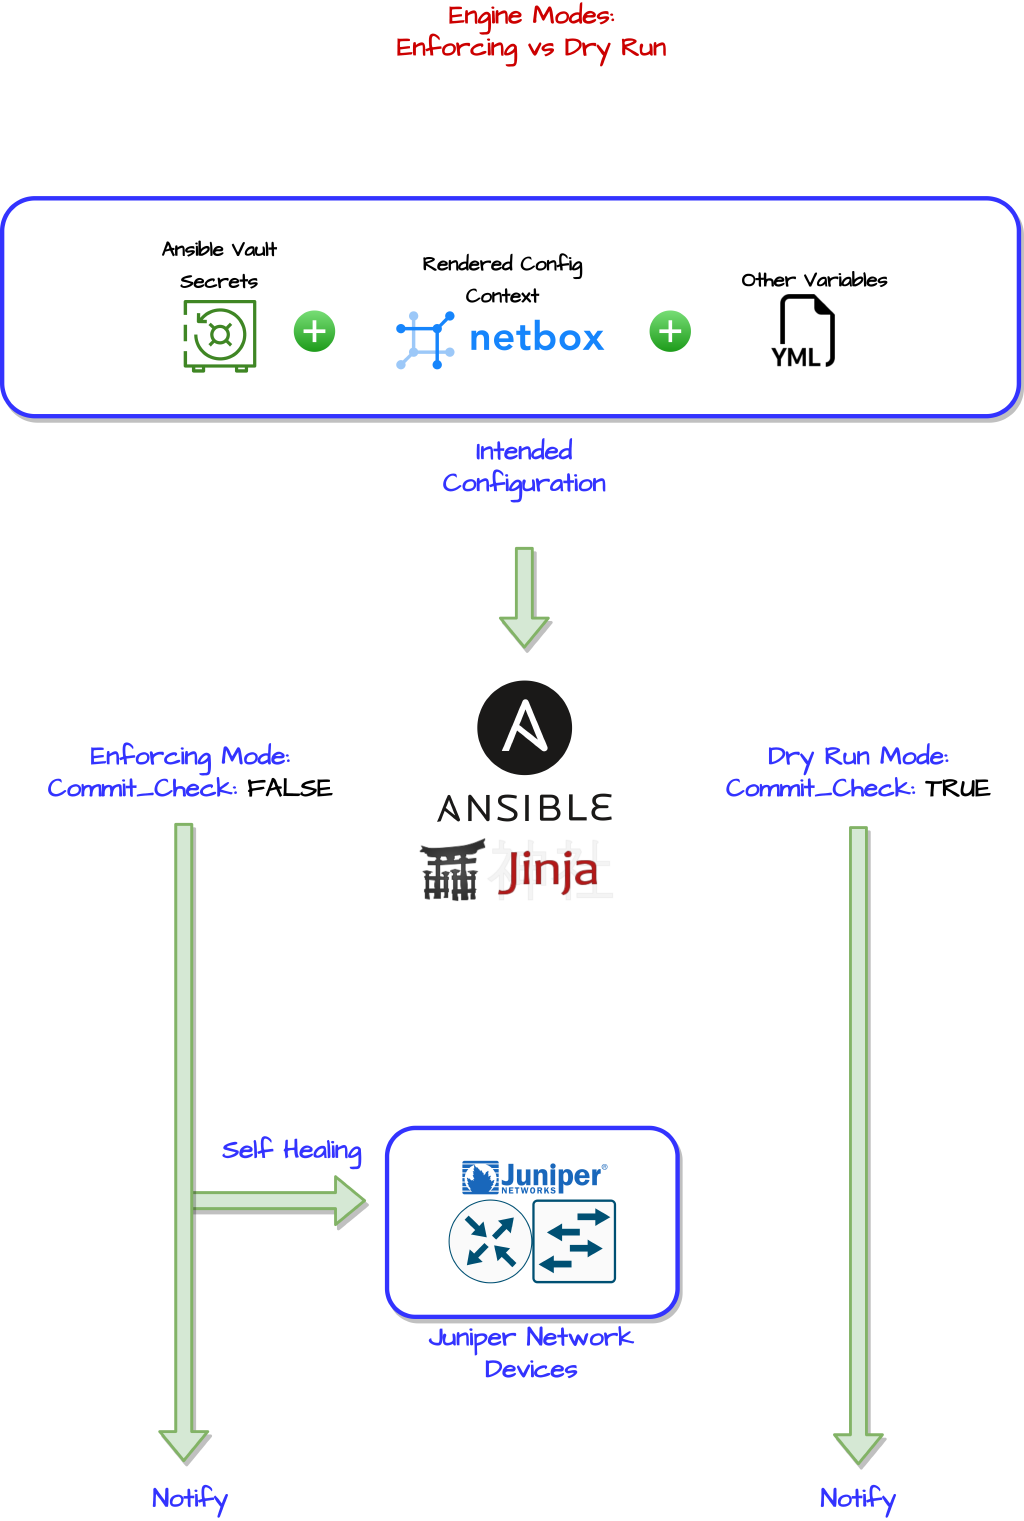 Engine Modes:
Enforcing vs Dry Run
Ansible Vault
Secrets
Rendered Config
Context
netbox
Other Variables
YML
Intended
Configuration
Enforcing Mode:
Commit_Check: FALSE
Dry Run Mode:
Commit_Check: TRUE
ANSIBLE
神社
Jinja
Self Healing
Juniper®
NETWORKS
Juniper Network
Devices
Notify
Notify